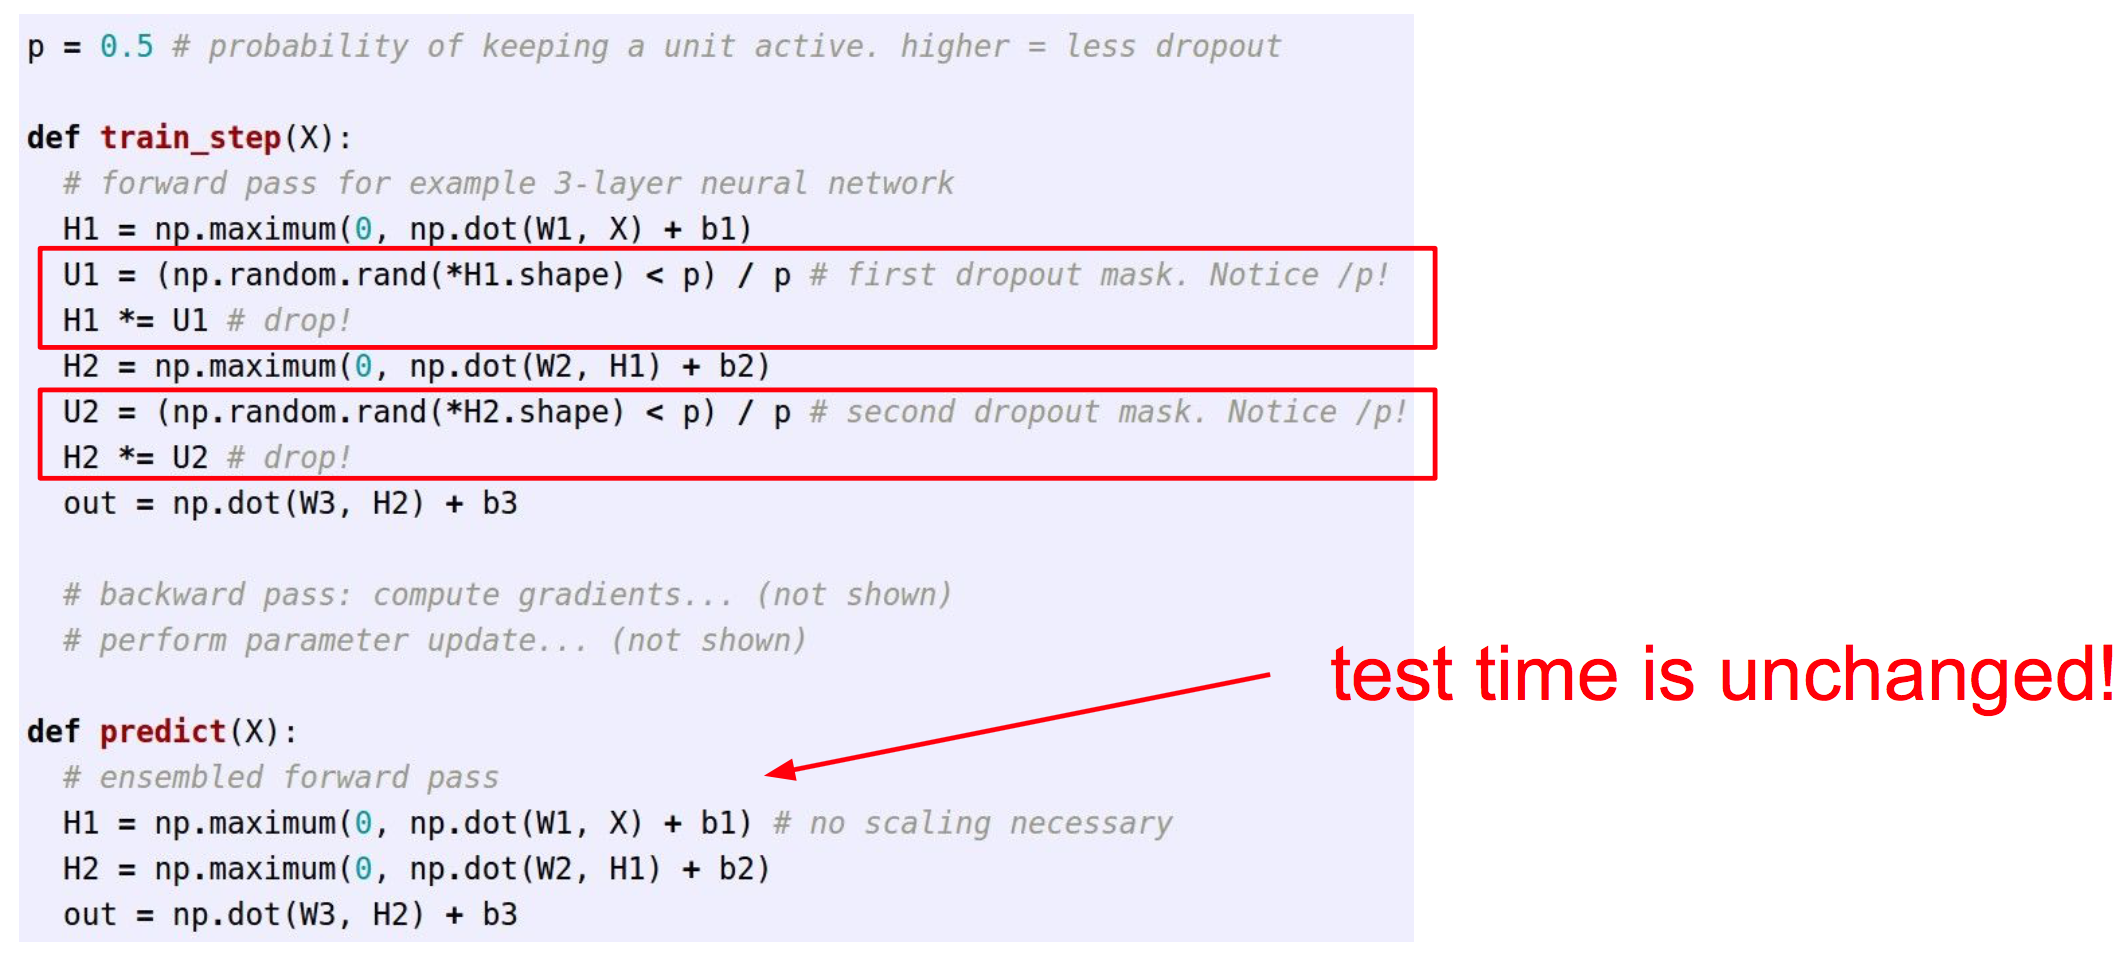 p = 0.5 # probability of keeping a unit active. higher = less dropout
def train_step(X):
# forward pass for example 3-layer neural network
H1 = np.maximum(0, np.dot(W1, X) + b1)
U1 = (np.random.rand(*H1.shape) < p) / p # first dropout mask. Notice /p!
H1 *= U1 # drop!
H2 = np.maximum(0, np.dot(W2, H1) + b2)
U2 = (np.random.rand(*H2.shape) < p) / p # second dropout mask. Notice /p!
H2 *= U2 # drop!
out = np.dot(W3, H2) + b3
# backward pass: compute gradients... (not shown)
# perform parameter update... (not shown)
test time is unchanged!
def predict(X):
# ensembled forward pass
H1 = np.maximum(0, np.dot(W1, X) + b1) # no scaling necessary
H2 = np.maximum(0, np.dot(W2, H1) + b2)
out = np.dot(W3, H2) + b3